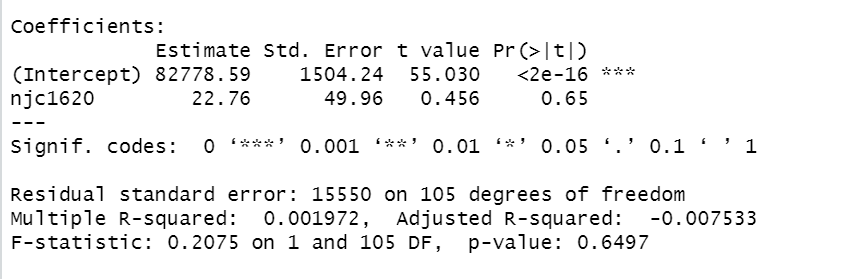 Coefficients:
            Estimate Std. Error t value Pr(>|t|)
(Intercept) 82778.59    1504.24  55.030   <2e-16 ***
njc1620        22.76      49.96   0.456     0.65
---
Signif. codes:  0 ‘***’ 0.001 ‘**’ 0.01 ‘*’ 0.05 ‘.’ 0.1 ‘ ’ 1
Residual standard error: 15550 on 105 degrees of freedom
Multiple R-squared:  0.001972,  Adjusted R-squared:  -0.007533
F-statistic: 0.2075 on 1 and 105 DF,  p-value: 0.6497